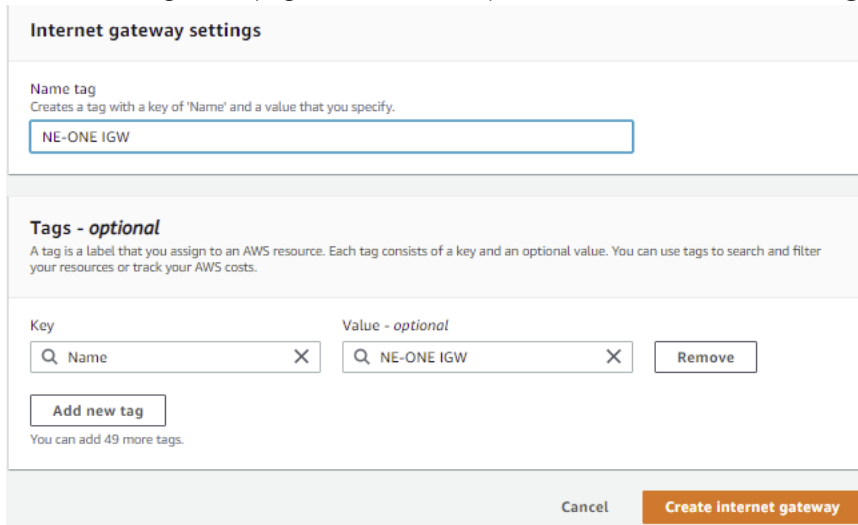 Internet gateway settings
Name tag
Creates a tag with a key of 'Name' and a value that you specify.
NE-ONE IGW
Tags - optional
A tag is a label that you assign to an AWS resource. Each tag consists of a key and an optional value. You can use tags to search and filter
your resources or track your AWS costs.
Key Value - optional
Name NE-ONE IGW Remove
Add new tag
You can add 49 more tags.
Cancel Create internet gateway